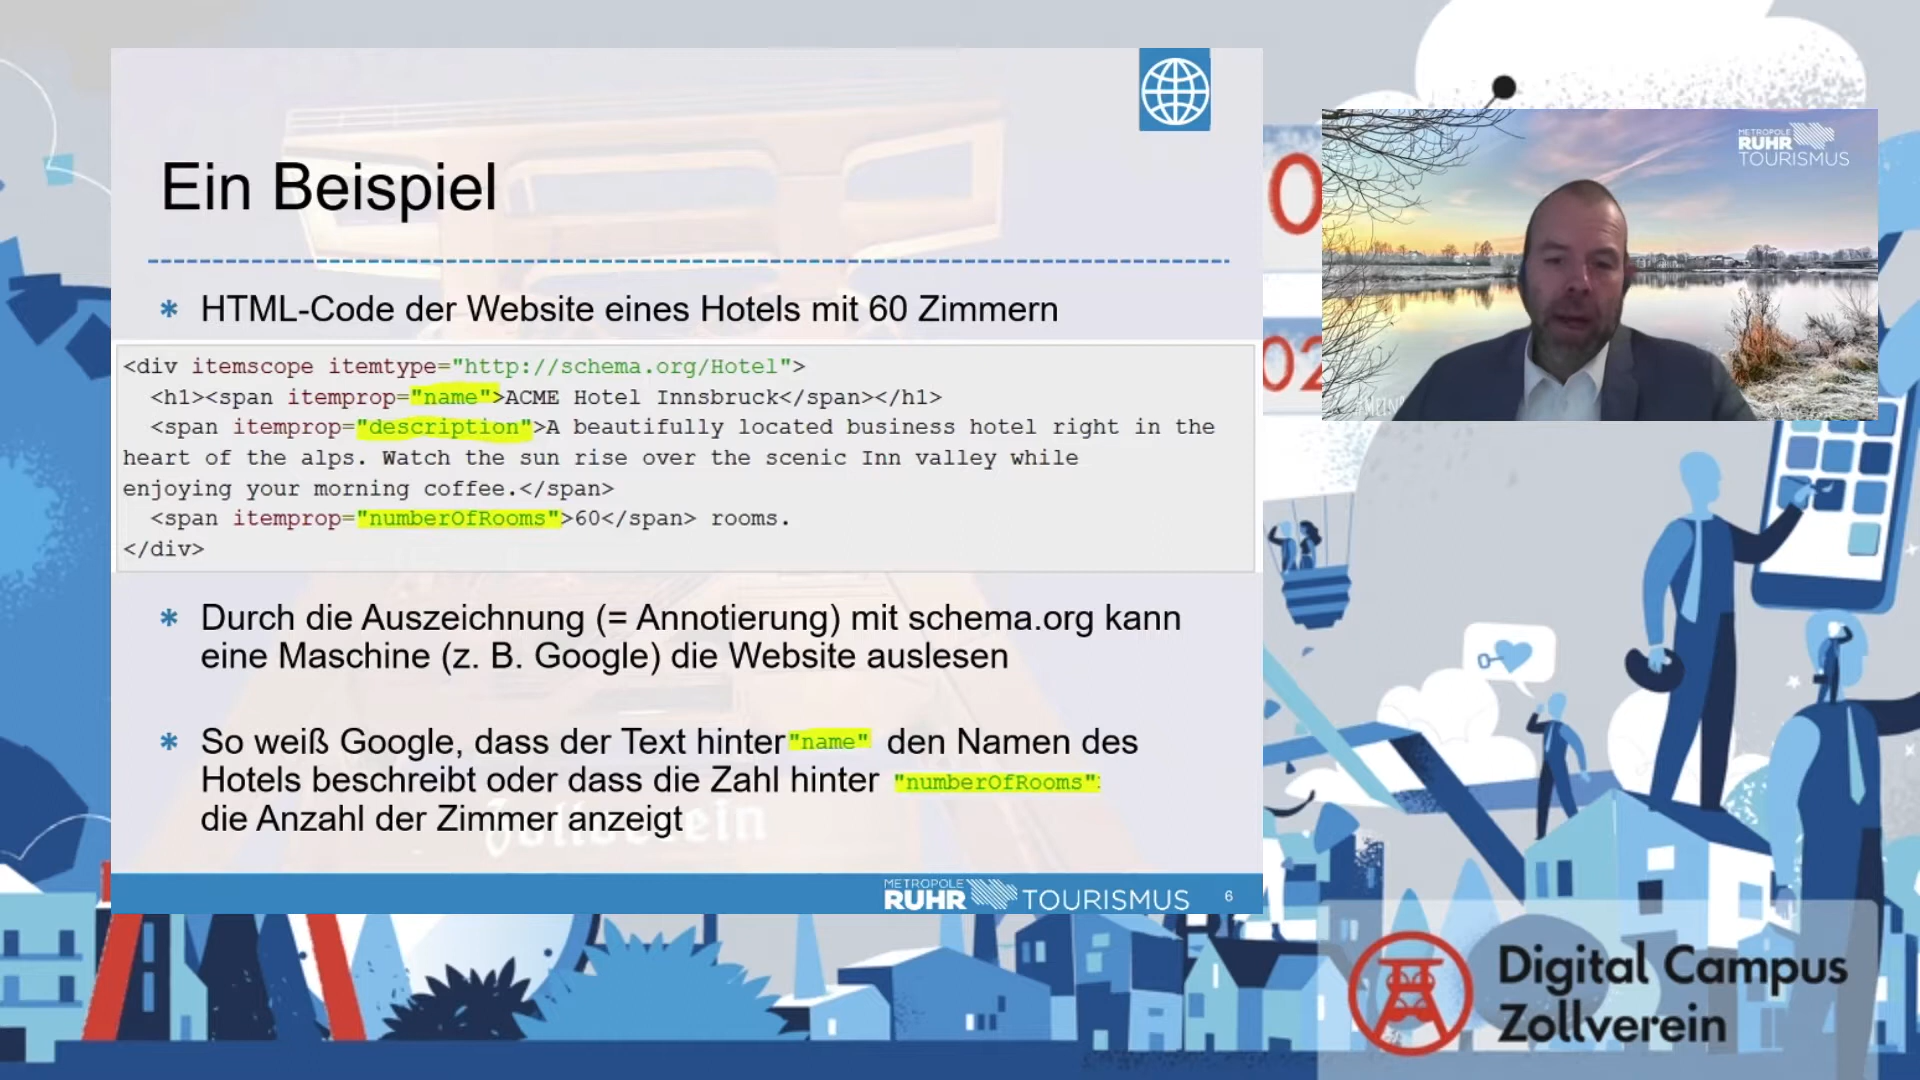 Ein Beispiel
HTML-Code der Website eines Hotels mit 60 Zimmern
<div itemscope itemtype="http://schema.org/Hotel">
<h1><span itemprop="name">ACME Hotel Innsbruck</span></h1>
<span itemprop="description">A beautifully located business hotel right in the
heart of the alps. Watch the sun rise over the scenic Inn valley while
enjoying your morning coffee.</span>
<span itemprop="numberOfRooms">60</span> rooms.
</div>
Durch die Auszeichnung (= Annotierung) mit schema.org kann
eine Maschine (z. B. Google) die Website auslesen
So weiß Google, dass der Text hinter "name" den Namen des
Hotels beschreibt oder dass die Zahl hinter "numberOfRooms"
die Anzahl der Zimmer anzeigt
Zollverein
METROPOLE
RUHR TOURISMUS
6
METROPOLE
RUHR
TOURISMUS
Digital Campus
Zollverein